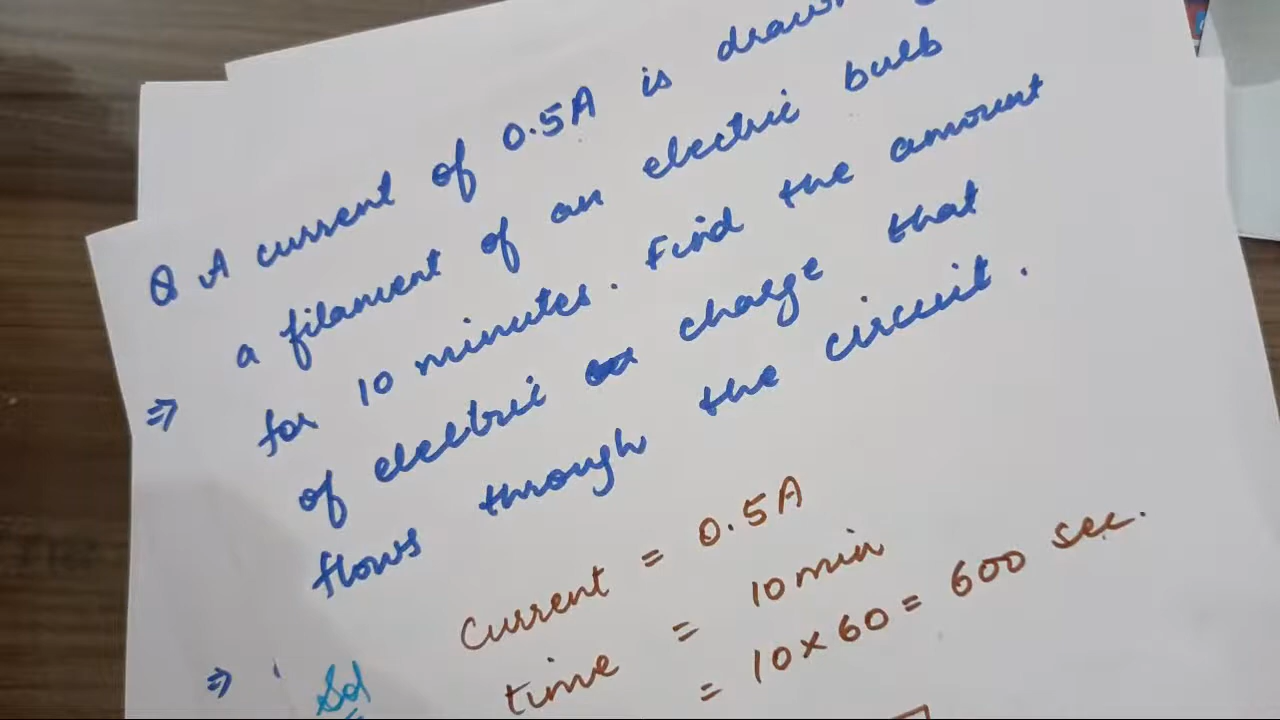 Q A current of 0.5A is
a filament of an electric bulb
for 10 minutes. Find the amount
⇒ of electric charge that
flows through the circuit.
Current = 0.5A
time = 10 min
= 10 x 60 = 600 sec.
⇒ Sol